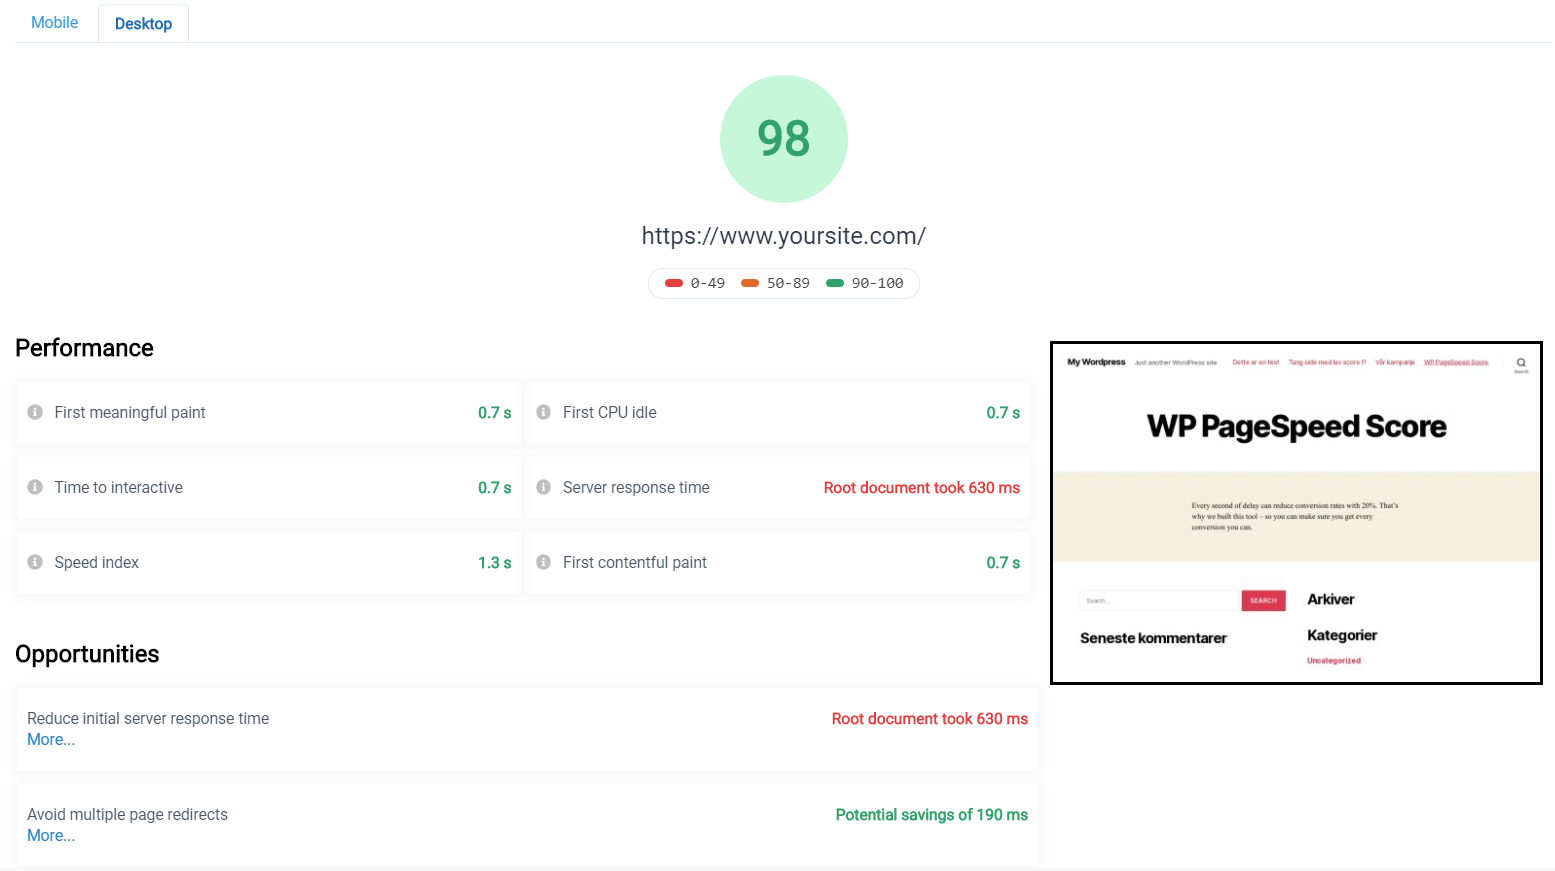 Mobile
Desktop
98
https://www.yoursite.com/
0-49 50-89 90-100
Performance
First meaningful paint 0.7 s
First CPU idle 0.7 s
Time to interactive 0.7 s
Server response time Root document took 630 ms
Speed index 1.3 s
First contentful paint 0.7 s
My Wordpress Just another WordPress site Dette er en test Tung side med lav score f? Vår kampanje WP PageSpeed Score
Search
WP PageSpeed Score
Every second of delay can reduce conversion rates with 20%. That's
why we built this tool – so you can make sure you get every
conversion you can.
Search ...
SEARCH
Arkiver
Seneste kommentarer
Kategorier
Uncategorized
Opportunities
Reduce initial server response time Root document took 630 ms
More...
Avoid multiple page redirects Potential savings of 190 ms
More...